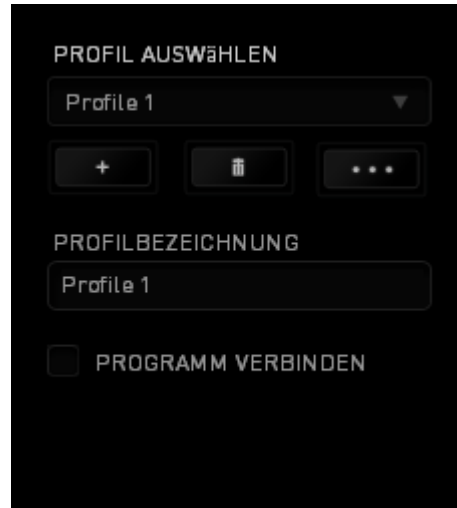 PROFIL AUSWäHLEN
Profile 1
+
•••
PROFILBEZEICHNUNG
Profile 1
PROGRAMM VERBINDEN